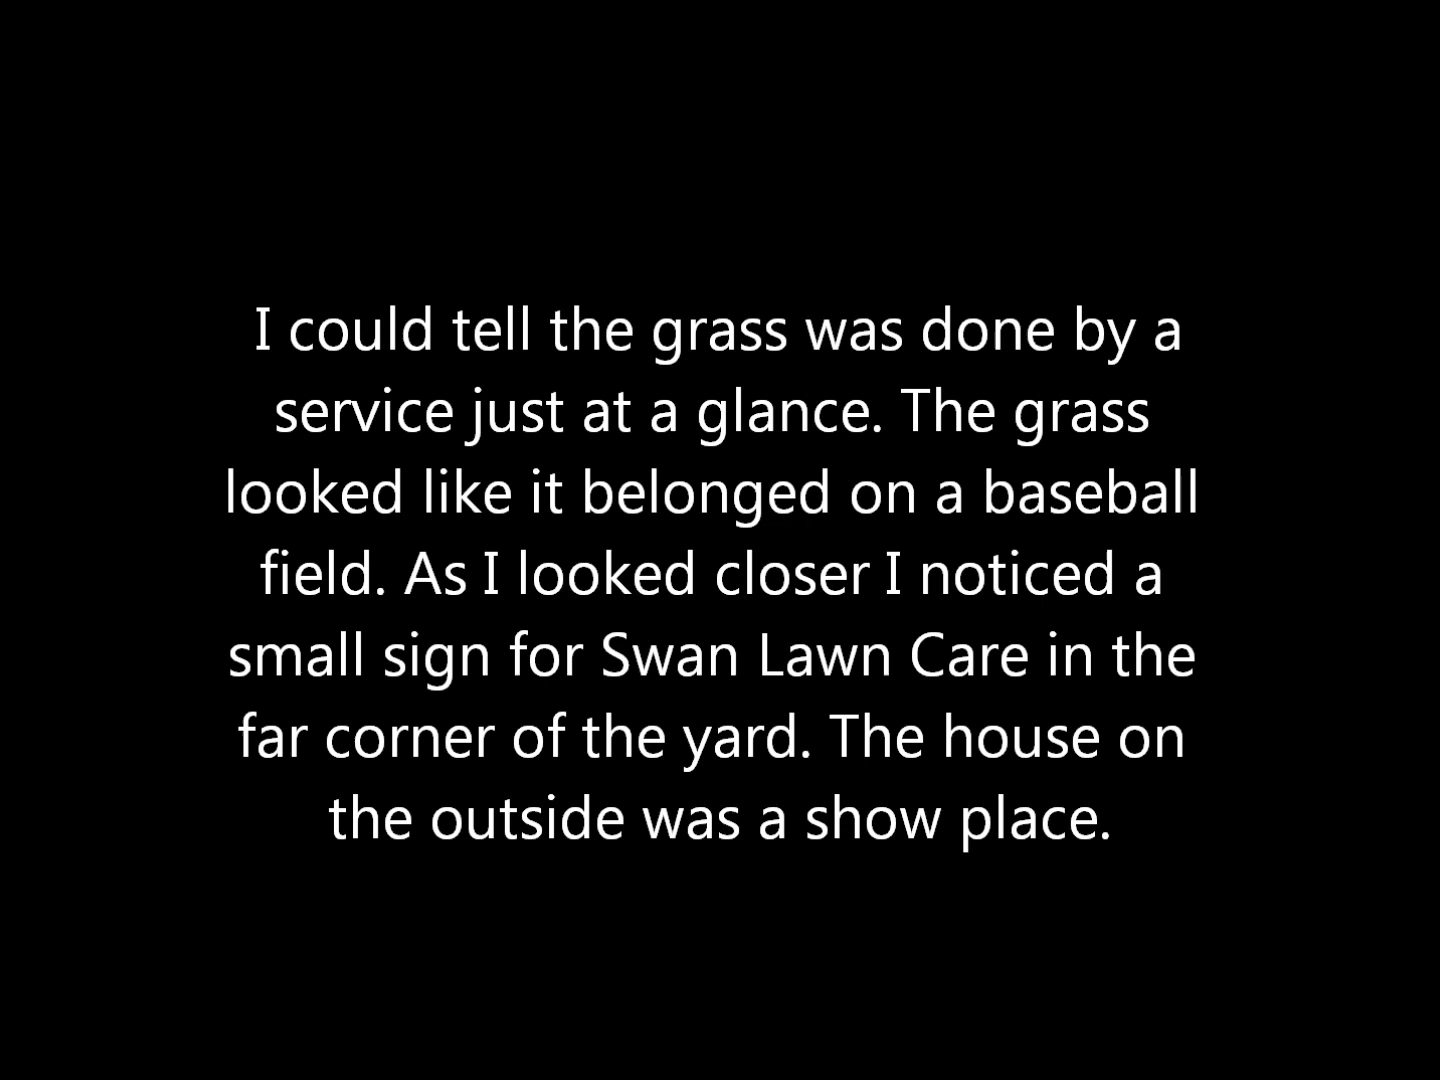 I could tell the grass was done by a
service just at a glance. The grass
looked like it belonged on a baseball
field. As I looked closer I noticed a
small sign for Swan Lawn Care in the
far corner of the yard. The house on
the outside was a show place.